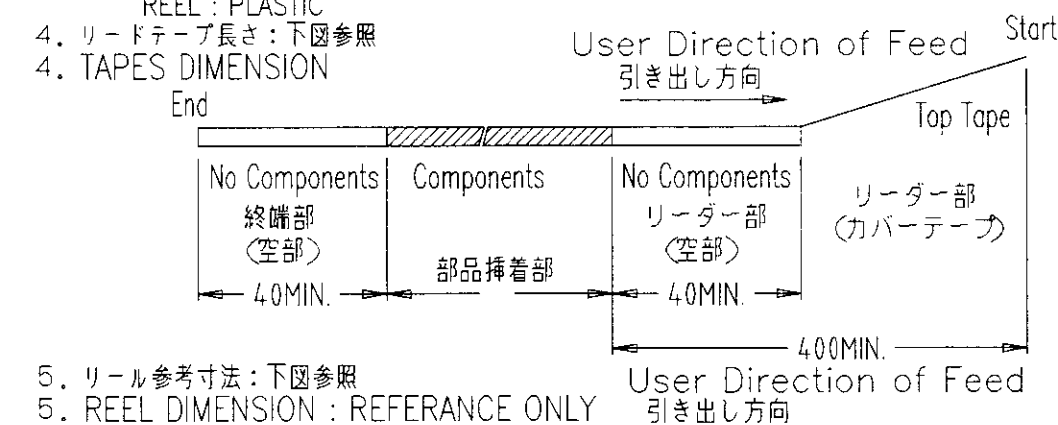 REEL : PLASTIC
4. リードテープ長さ：下図参照
4. TAPES DIMENSION
User Direction of Feed
引き出し方向
Start
End
Top Tape
No Components
終端部
(空部)
Components
部品挿着部
No Components
リーダー部
(空部)
リーダー部
(カバーテープ)
40MIN.
40MIN.
400MIN.
5. リール参考寸法：下図参照
5. REEL DIMENSION : REFERANCE ONLY
User Direction of Feed
引き出し方向